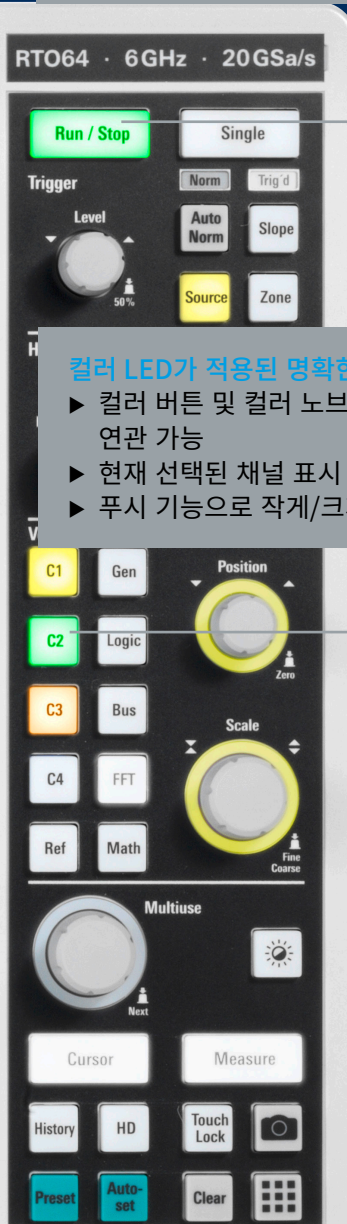 RTO64 · 6 GHz · 20 GSa/s
Run / Stop
Single
Trigger
Norm
Trig'd
Level
Auto
Norm
Slope
50 %
Source
Zone
H
컬러 LED가 적용된 명확한
▶ 컬러 버튼 및 컬러 노브
연관 가능
▶ 현재 선택된 채널 표시
▶ 푸시 기능으로 작게/크
V
C1
Gen
Position
C2
Logic
Zero
C3
Bus
Scale
C4
FFT
Ref
Math
Fine
Coarse
Multiuse
Next
Cursor
Measure
History
HD
Touch
Lock
Preset
Auto-
set
Clear